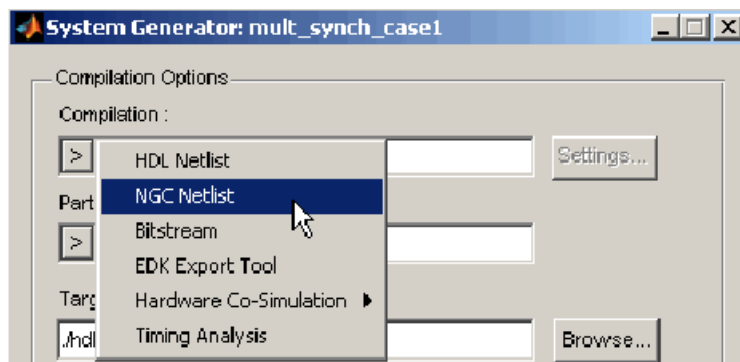 System Generator: mult_synch_case1
Compilation Options
Compilation :
> Settings...
HDL Netlist
NGC Netlist
Part
Bitstream
>
EDK Export Tool
Targ
Hardware Co-Simulation
Timing Analysis
./hdl Browse...